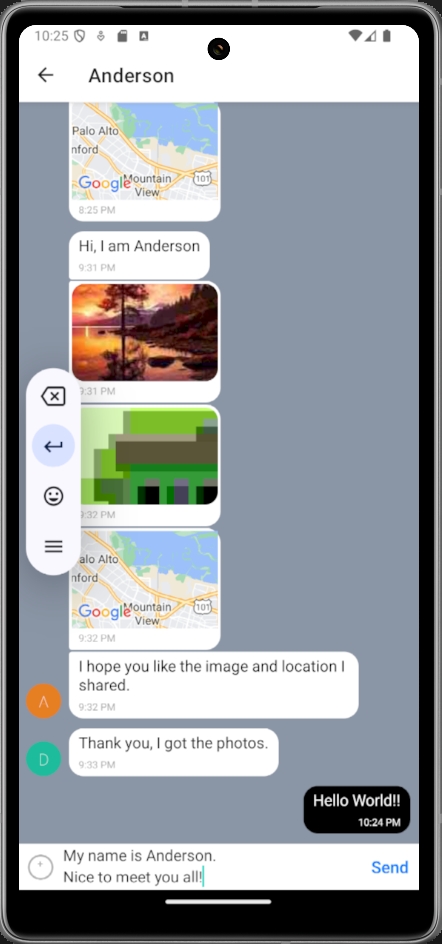 10:25
Anderson
Palo Alto
nford
Mountain
View
Google
101
8:25 PM
Hi, I am Anderson
9:31 PM
9:31 PM
9:32 PM
alo Alto
nford
Mountain
View
Google
101
9:32 PM
I hope you like the image and location I
shared.
A
9:32 PM
Thank you, I got the photos.
D
9:33 PM
Hello World!!
10:24 PM
My name is Anderson.
Nice to meet you all!
Send